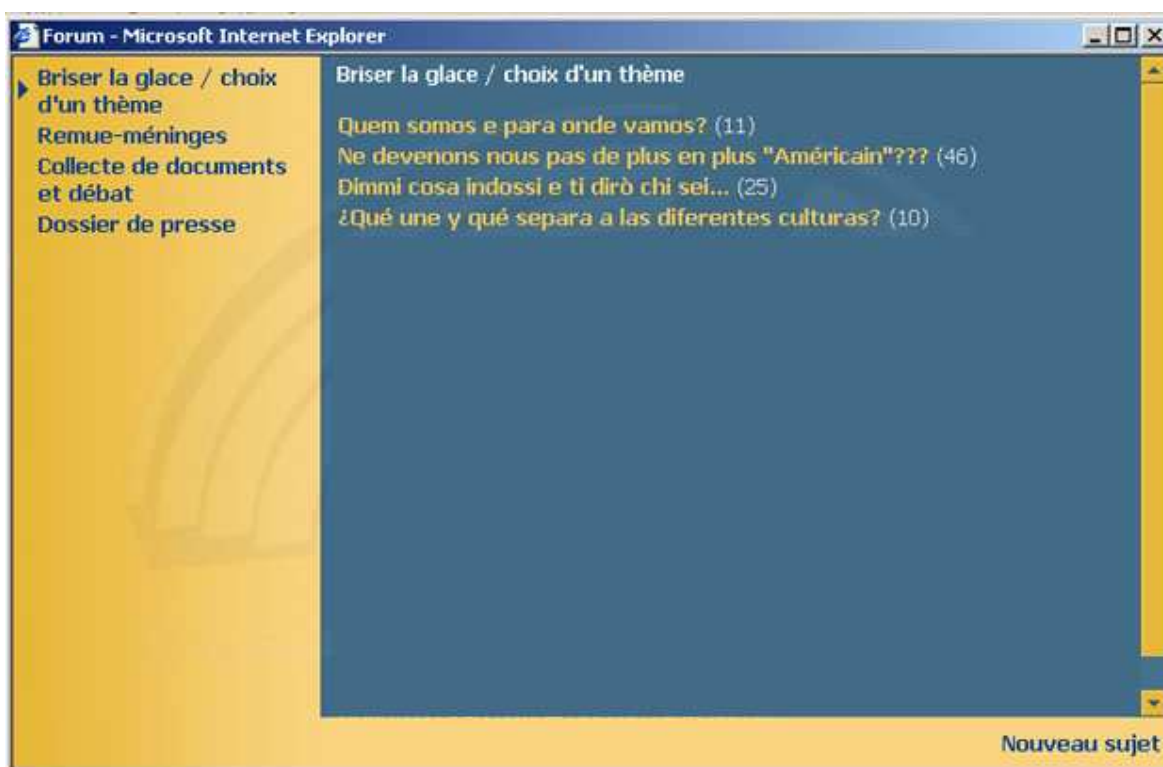 Forum - Microsoft Internet Explorer
Briser la glace / choix
d'un thème
Remue-méninges
Collecte de documents
et débat
Dossier de presse
Briser la glace / choix d'un thème
Quem somos e para onde vamos? (11)
Ne devenons nous pas de plus en plus "Américain"??? (46)
Dimmi cosa indossi e ti dirò chi sei... (25)
¿Qué une y qué separa a las diferentes culturas? (10)
Nouveau sujet